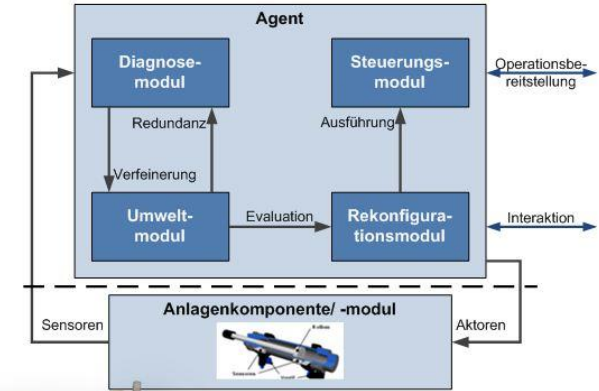 Agent
Diagnose-
modul
Steuerungs-
modul
Operationsbe-
reitstellung
Redundanz
Ausführung
Verfeinerung
Umwelt-
modul
Evaluation
Rekonfigura-
tionsmodul
Interaktion
Anlagenkomponente/ -modul
Sensoren
Aktoren